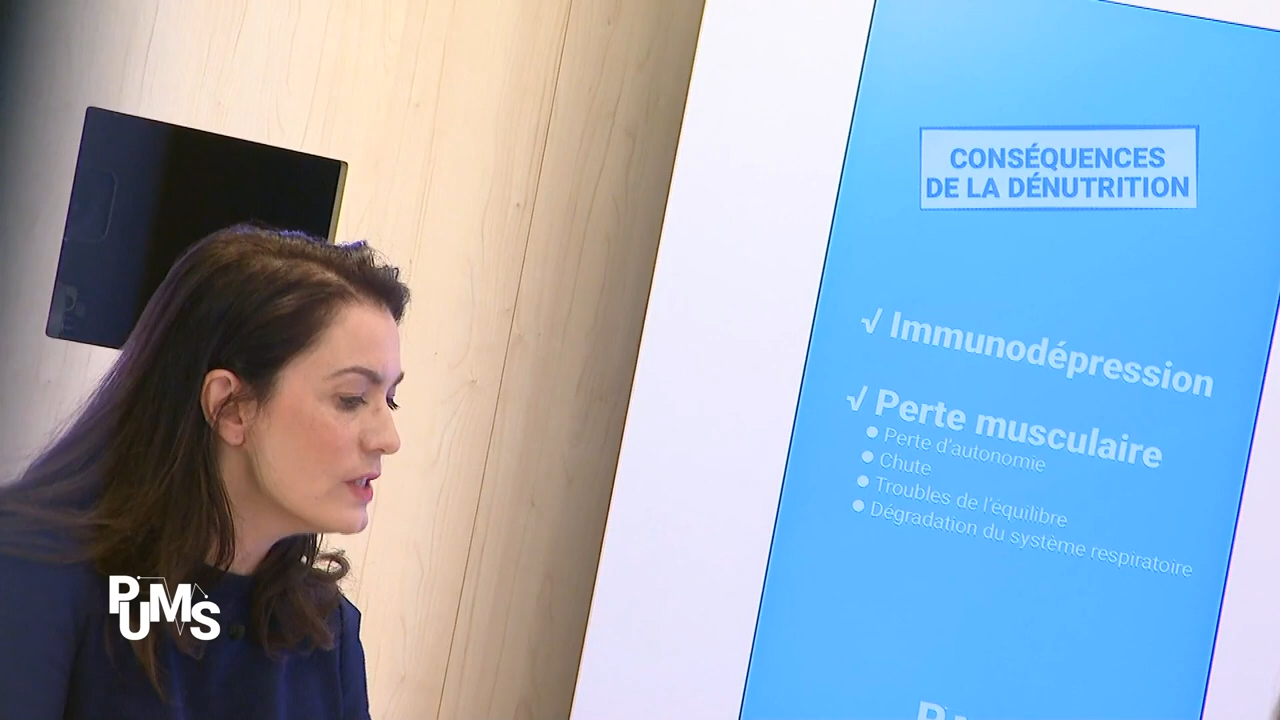 CONSÉQUENCES
DE LA DÉNUTRITION
√ Immunodépression
√ Perte musculaire
● Perte d'autonomie
● Chute
● Troubles de l'équilibre
● Dégradation du système respiratoire
PUMS